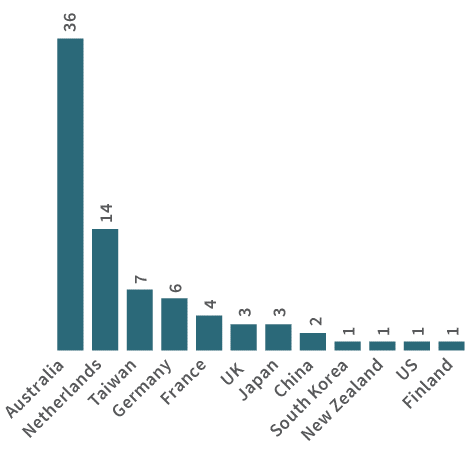 36
14
7
6
4
3
3
2
1
1
1
1
Australia
Netherlands
Taiwan
Germany
France
UK
Japan
China
South Korea
New Zealand
US
Finland